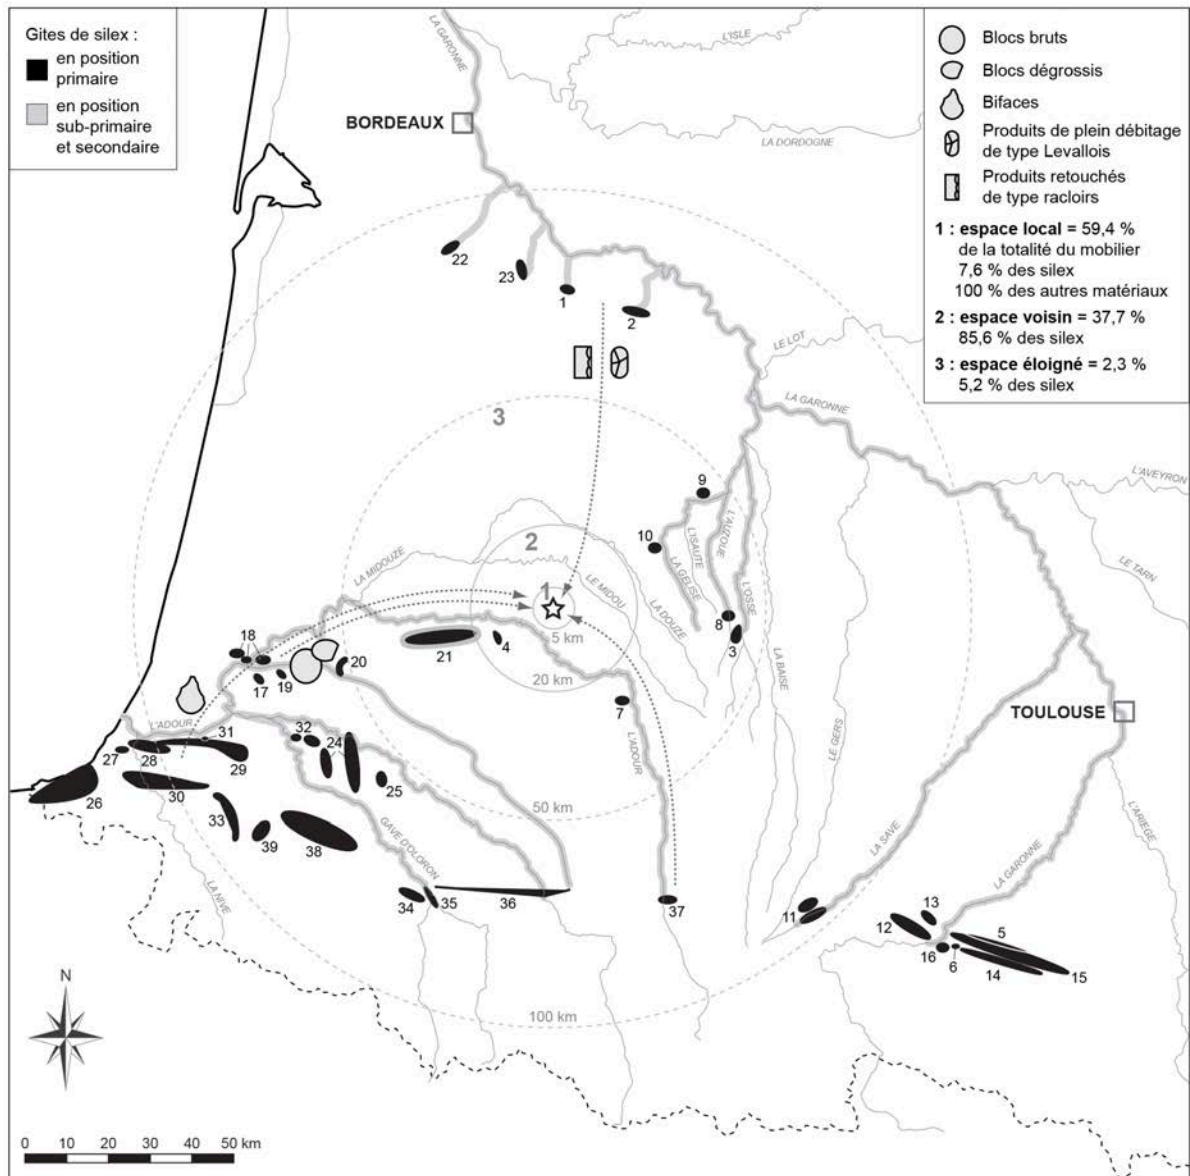 Gites de silex :
en position
primaire
en position
sub-primaire
et secondaire
Blocs bruts
Blocs dégrossis
Bifaces
Produits de plein débitage
de type Levallois
Produits retouchés
de type racloirs
1 : espace local = 59,4 %
de la totalité du mobilier
7,6 % des silex
100 % des autres matériaux
2 : espace voisin = 37,7 %
85,6 % des silex
3 : espace éloigné = 2,3 %
5,2 % des silex
LA GARONNE
L'ISLE
BORDEAUX
LA DORDOGNE
22
23
1
2
LE LOT
3
LA GARONNE
L'AVEYRON
9
L'AUZOUE
10
L'ISAUTE
2
LA GELISE
L'OSSE
LE TARN
LA MIDOUZE
LE MIDOU
1
LA DOUZE
5 km
8
3
18
21
4
20
17
19
20 km
LA BAISE
7
TOULOUSE
L'ADOUR
31
32
24
L'ADOUR
LE GERS
27
28
29
26
30
25
50 km
L'ARIEGE
33
39
38
GAVE D'OLORON
LA SAVE
LA GARONNE
LA NIVE
34
35
36
37
11
12
13
5
16
6
14
15
100 km
N
0 10 20 30 40 50 km